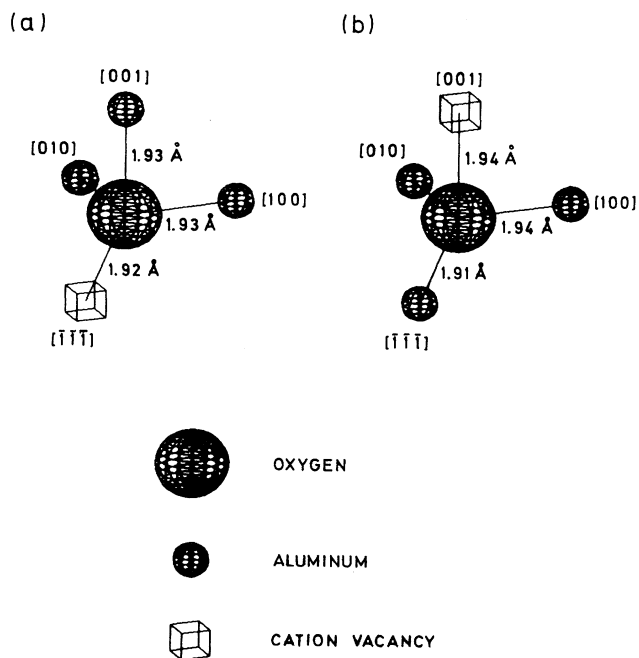 (a)
[001]
[010]
1.93 Å
[100]
1.93 Å
1.92 Å
[1̄1̄1̄]
(b)
[001]
[010]
1.94 Å
[100]
1.94 Å
1.91 Å
[1̄1̄1̄]
OXYGEN
ALUMINUM
CATION VACANCY